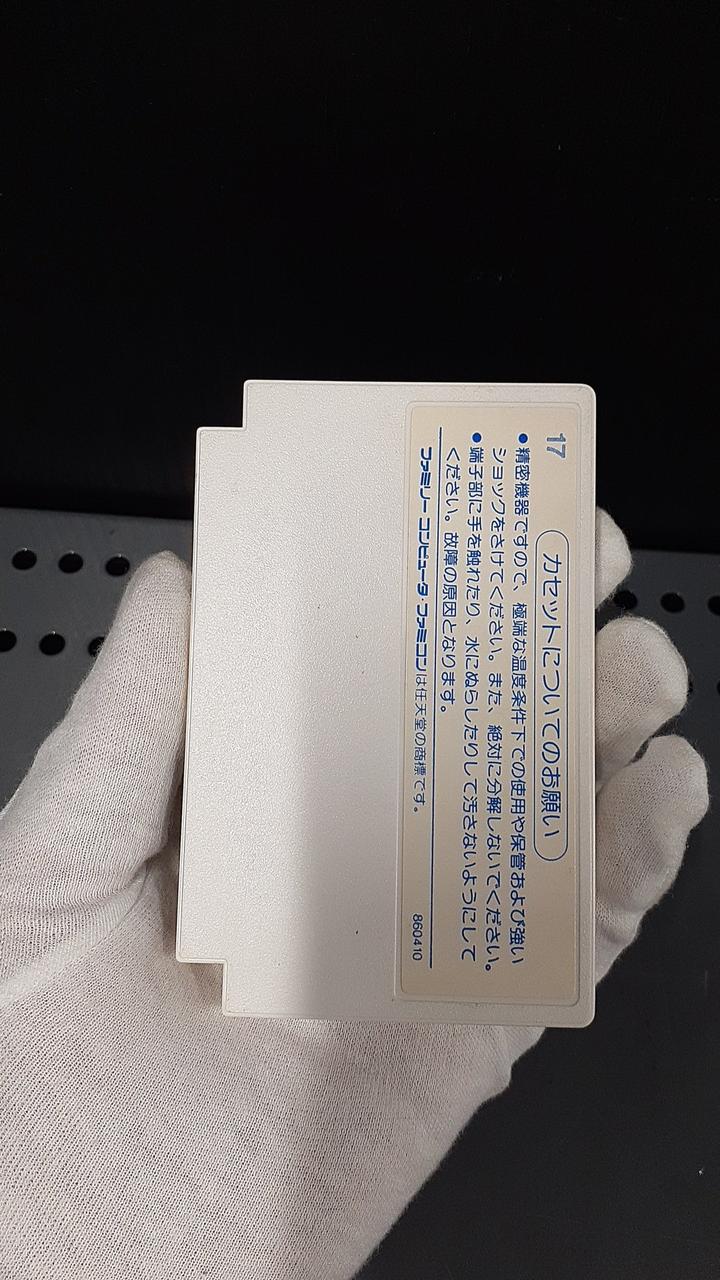 17
カセットについてのお願い
●精密機器ですので、極端な温度条件下での使用や保管および強い
ショックをさけてください。また、絶対に分解しないでください。
●端子部に手を触れたり、水にぬらしたりして汚さないようにして
ください。故障の原因となります。
ファミリー コンピュータ・ファミコンは任天堂の商標です。
860410